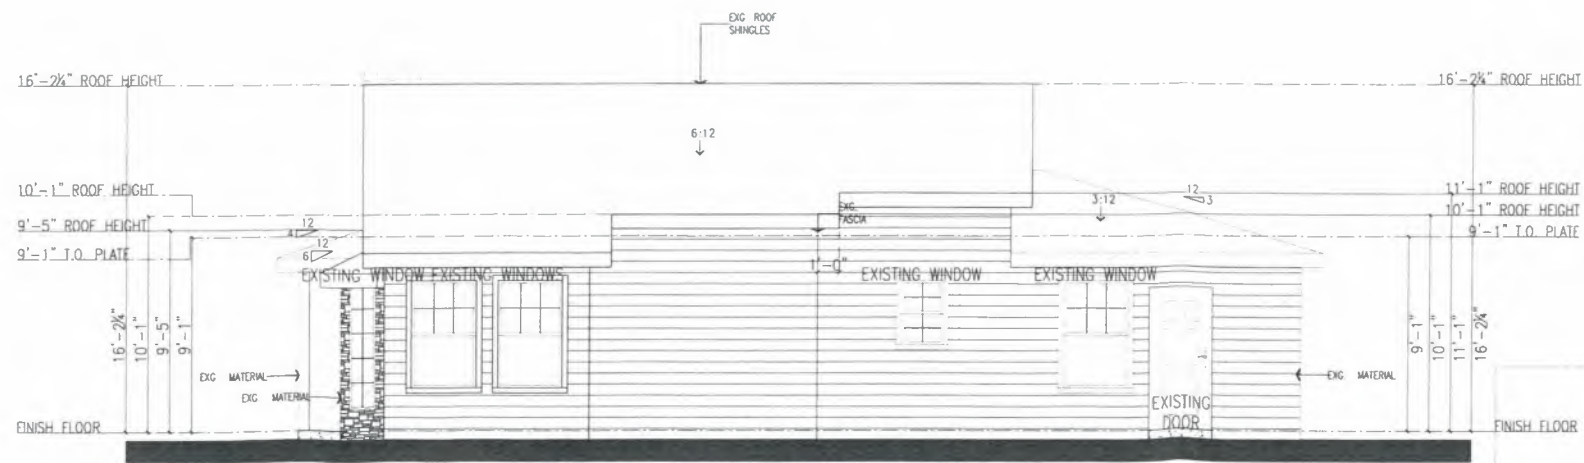 EXG ROOF
SHINGLES
16'-2¼" ROOF HEIGHT
16'-2¼" ROOF HEIGHT
6:12
10'-1" ROOF HEIGHT
12
3
3:12
11'-1" ROOF HEIGHT
EXG.
FASCIA
10'-1" ROOF HEIGHT
9'-5" ROOF HEIGHT
12
4
9'-1" T.O. PLATE
9'-1" T.O. PLATE
12
6
1'-0"
EXISTING WINDOW
EXISTING WINDOWS
EXISTING WINDOW
EXISTING WINDOW
16'-2¼"
10'-1"
9'-5"
9'-1"
9'-1"
10'-1"
11'-1"
16'-2¼"
EXG MATERIAL
EXG MATERIAL
EXG MATERIAL
EXISTING
DOOR
FINISH FLOOR
FINISH FLOOR